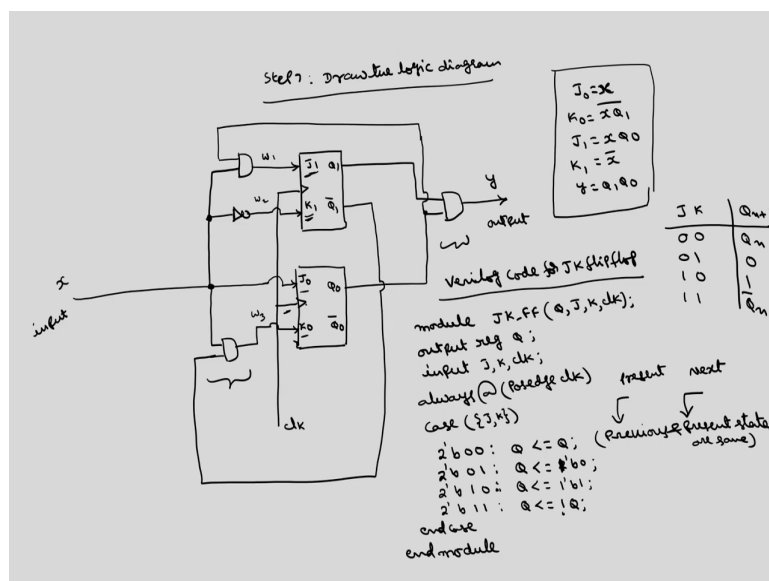 Step 7: Draw the logic diagram
J₀ = x
K₀ = \overline{xQ₁}
J₁ = xQ0
K₁ = x̄
y = Q₁Q₀
J K Qn+
0 0 Qn
0 1 0
1 0 1
1 1 Q̄n
w₁
J₁ Q₁
w₂
K₁ Q̄₁
y
output
x
input
J₀ Q₀
w₃
K₀ Q̄₀
clk
Verilog code for JK flipflop
module JK_FF (Q,J,K,clk);
output reg Q;
input J,K,clk;
always@(Posedge clk)
case ({J,K})
present next
2'b00: Q <= Q; (Previous & Present state
are same)
2'b01: Q <= 1'b0;
2'b10: Q <= 1'b1;
2'b11: Q <= !Q;
endcase
endmodule